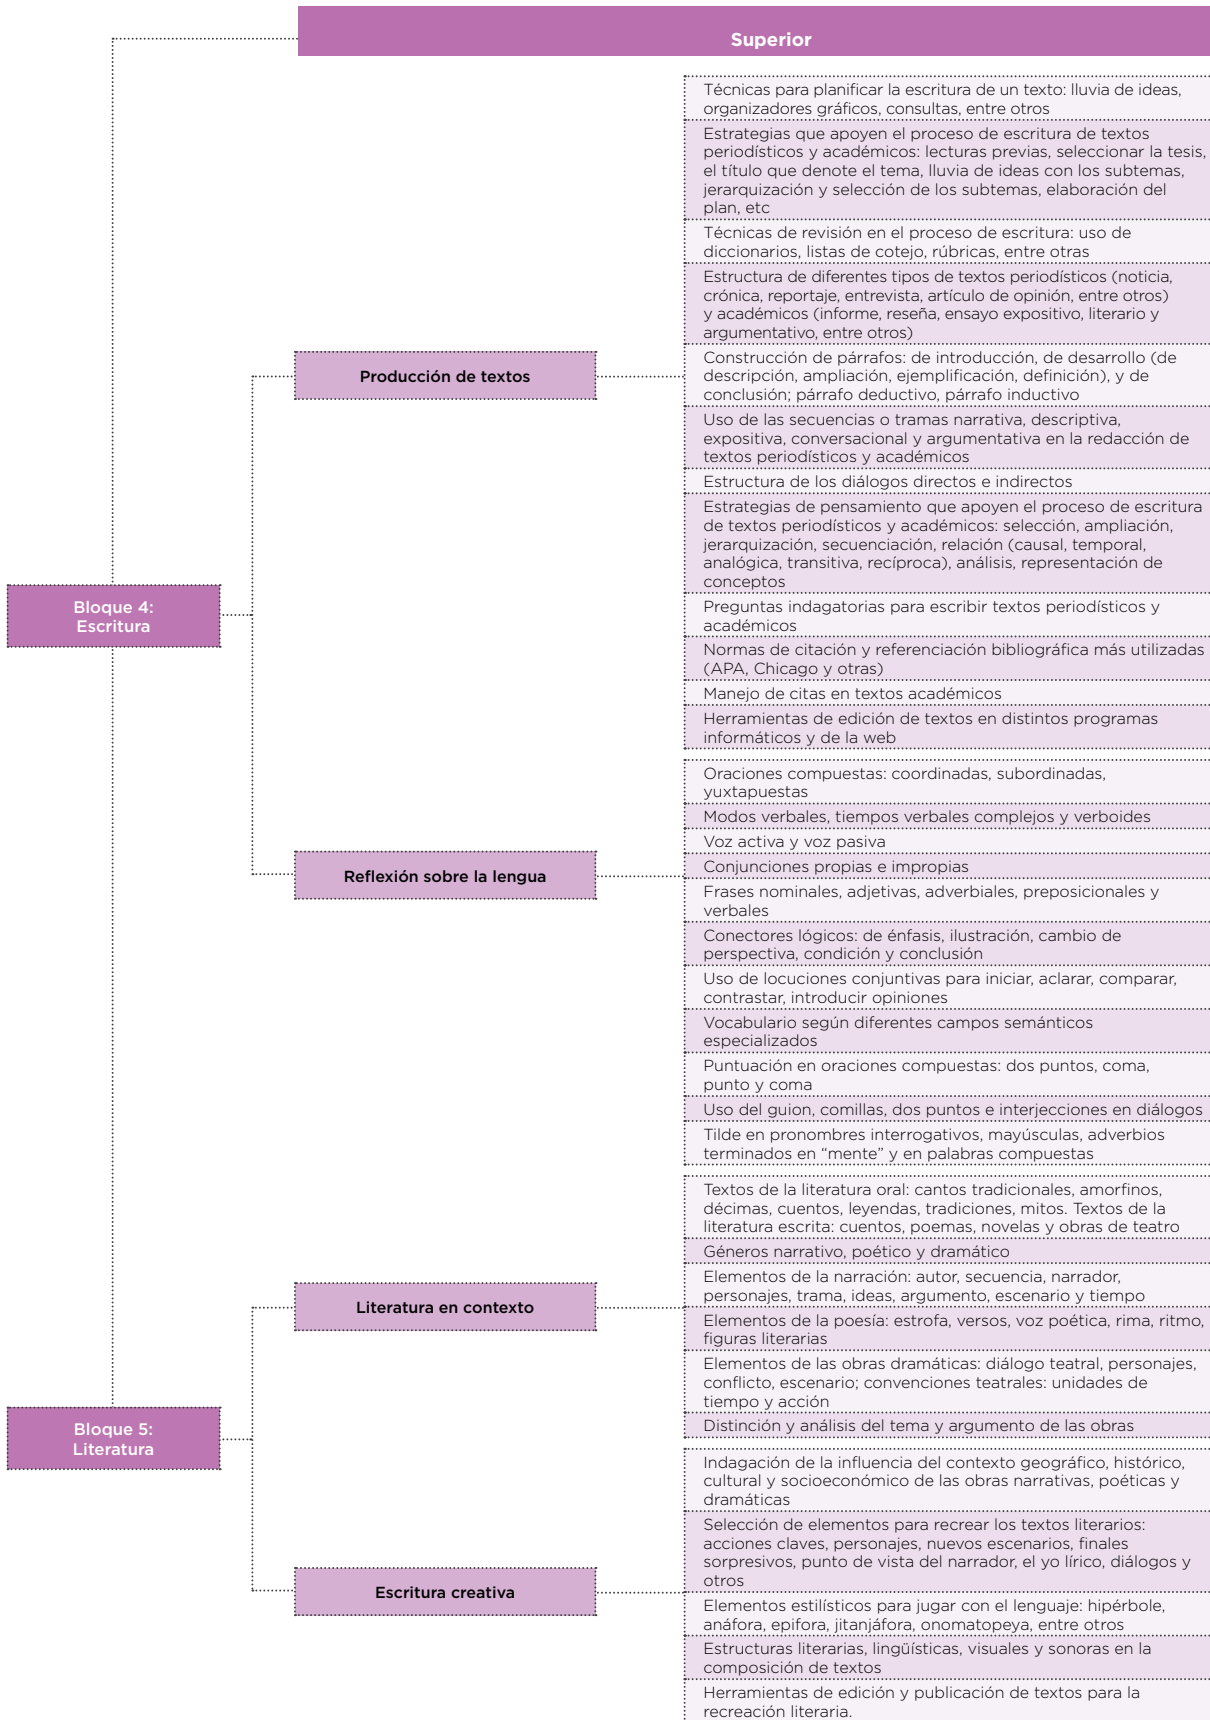 Superior
Bloque 4:
Escritura
Producción de textos
Técnicas para planificar la escritura de un texto: lluvia de ideas,
organizadores gráficos, consultas, entre otros
Estrategias que apoyen el proceso de escritura de textos
periodísticos y académicos: lecturas previas, seleccionar la tesis,
el título que denote el tema, lluvia de ideas con los subtemas,
jerarquización y selección de los subtemas, elaboración del
plan, etc
Técnicas de revisión en el proceso de escritura: uso de
diccionarios, listas de cotejo, rúbricas, entre otras
Estructura de diferentes tipos de textos periodísticos (noticia,
crónica, reportaje, entrevista, artículo de opinión, entre otros)
y académicos (informe, reseña, ensayo expositivo, literario y
argumentativo, entre otros)
Construcción de párrafos: de introducción, de desarrollo (de
descripción, ampliación, ejemplificación, definición), y de
conclusión; párrafo deductivo, párrafo inductivo
Uso de las secuencias o tramas narrativa, descriptiva,
expositiva, conversacional y argumentativa en la redacción de
textos periodísticos y académicos
Estructura de los diálogos directos e indirectos
Estrategias de pensamiento que apoyen el proceso de escritura
de textos periodísticos y académicos: selección, ampliación,
jerarquización, secuenciación, relación (causal, temporal,
analógica, transitiva, recíproca), análisis, representación de
conceptos
Preguntas indagatorias para escribir textos periodísticos y
académicos
Normas de citación y referenciación bibliográfica más utilizadas
(APA, Chicago y otras)
Manejo de citas en textos académicos
Herramientas de edición de textos en distintos programas
informáticos y de la web
Reflexión sobre la lengua
Oraciones compuestas: coordinadas, subordinadas,
yuxtapuestas
Modos verbales, tiempos verbales complejos y verboides
Voz activa y voz pasiva
Conjunciones propias e impropias
Frases nominales, adjetivas, adverbiales, preposicionales y
verbales
Conectores lógicos: de énfasis, ilustración, cambio de
perspectiva, condición y conclusión
Uso de locuciones conjuntivas para iniciar, aclarar, comparar,
contrastar, introducir opiniones
Vocabulario según diferentes campos semánticos
especializados
Puntuación en oraciones compuestas: dos puntos, coma,
punto y coma
Uso del guion, comillas, dos puntos e interjecciones en diálogos
Tilde en pronombres interrogativos, mayúsculas, adverbios
terminados en “mente” y en palabras compuestas
Bloque 5:
Literatura
Literatura en contexto
Textos de la literatura oral: cantos tradicionales, amorfinos,
décimas, cuentos, leyendas, tradiciones, mitos. Textos de la
literatura escrita: cuentos, poemas, novelas y obras de teatro
Géneros narrativo, poético y dramático
Elementos de la narración: autor, secuencia, narrador,
personajes, trama, ideas, argumento, escenario y tiempo
Elementos de la poesía: estrofa, versos, voz poética, rima, ritmo,
figuras literarias
Elementos de las obras dramáticas: diálogo teatral, personajes,
conflicto, escenario; convenciones teatrales: unidades de
tiempo y acción
Distinción y análisis del tema y argumento de las obras
Escritura creativa
Indagación de la influencia del contexto geográfico, histórico,
cultural y socioeconómico de las obras narrativas, poéticas y
dramáticas
Selección de elementos para recrear los textos literarios:
acciones claves, personajes, nuevos escenarios, finales
sorpresivos, punto de vista del narrador, el yo lírico, diálogos y
otros
Elementos estilísticos para jugar con el lenguaje: hipérbole,
anáfora, epifora, jitanjáfora, onomatopeya, entre otros
Estructuras literarias, lingüísticas, visuales y sonoras en la
composición de textos
Herramientas de edición y publicación de textos para la
recreación literaria.